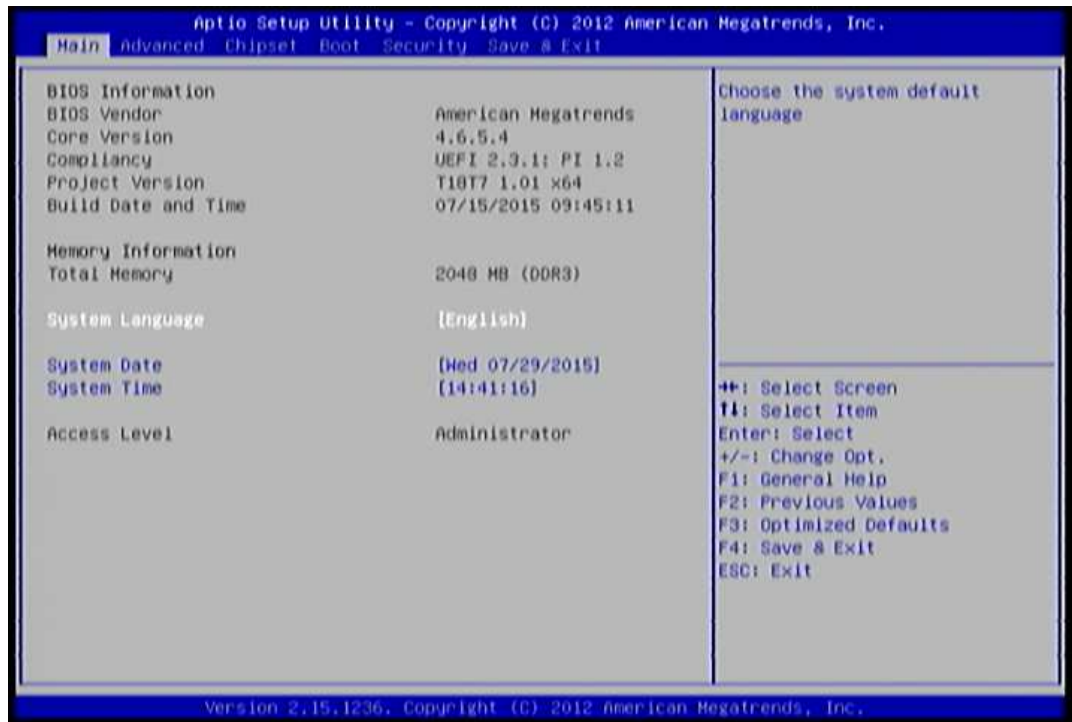 Aptio Setup Utility - Copyright (C) 2012 American Megatrends, Inc.
Main Advanced Chipset Boot Security Save & Exit
BIOS Information
BIOS Vendor American Megatrends
Core Version 4.6.5.4
Compliancy UEFI 2.3.1; PI 1.2
Project Version T18T7 1.01 x64
Build Date and Time 07/15/2015 09:45:11
Memory Information
Total Memory 2048 MB (DDR3)
System Language [English]
System Date [Wed 07/29/2015]
System Time [14:41:16]
Access Level Administrator
Choose the system default
language
→←: Select Screen
↑↓: Select Item
Enter: Select
+/-: Change Opt.
F1: General Help
F2: Previous Values
F3: Optimized Defaults
F4: Save & Exit
ESC: Exit
Version 2.15.1236. Copyright (C) 2012 American Megatrends, Inc.